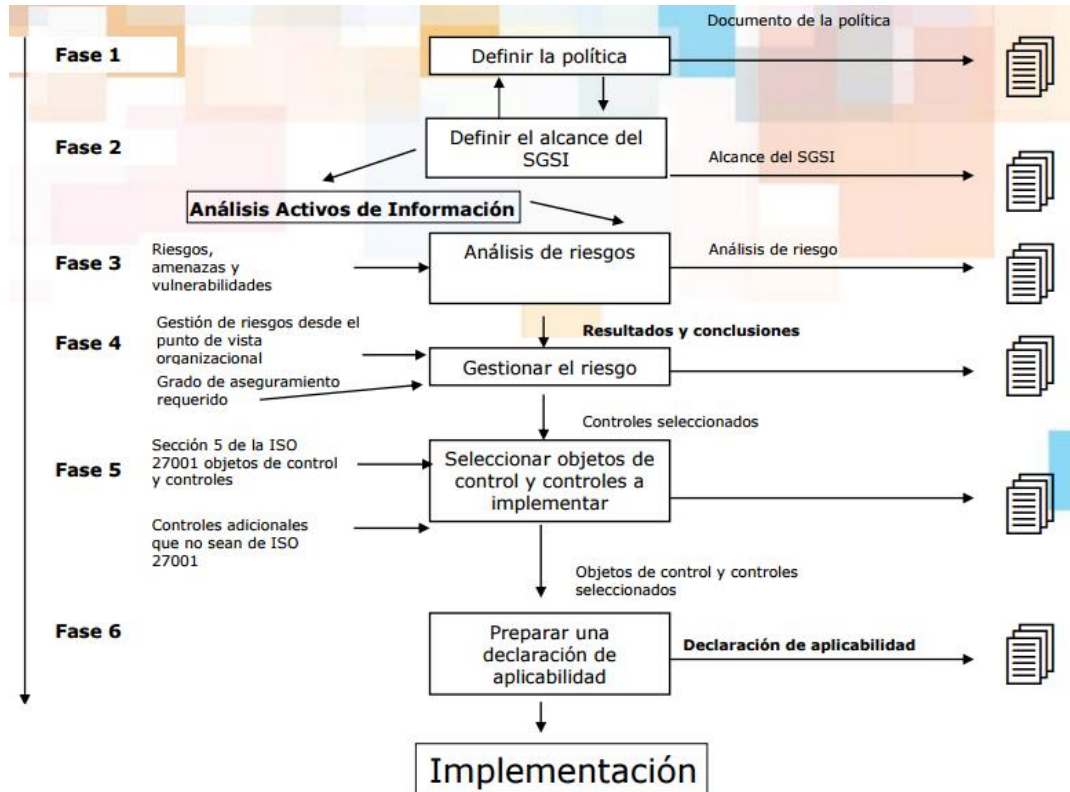 Documento de la política
Fase 1
Definir la política
Fase 2
Definir el alcance del
SGSI
Alcance del SGSI
Análisis Activos de Información
Fase 3
Riesgos,
amenazas y
vulnerabilidades
Análisis de riesgos
Análisis de riesgo
Fase 4
Gestión de riesgos desde el
punto de vista
organizacional
Grado de aseguramiento
requerido
Resultados y conclusiones
Gestionar el riesgo
Controles seleccionados
Fase 5
Sección 5 de la ISO
27001 objetos de control
y controles
Controles adicionales
que no sean de ISO
27001
Seleccionar objetos de
control y controles a
implementar
Objetos de control y controles
seleccionados
Fase 6
Preparar una
declaración de
aplicabilidad
Declaración de aplicabilidad
Implementación